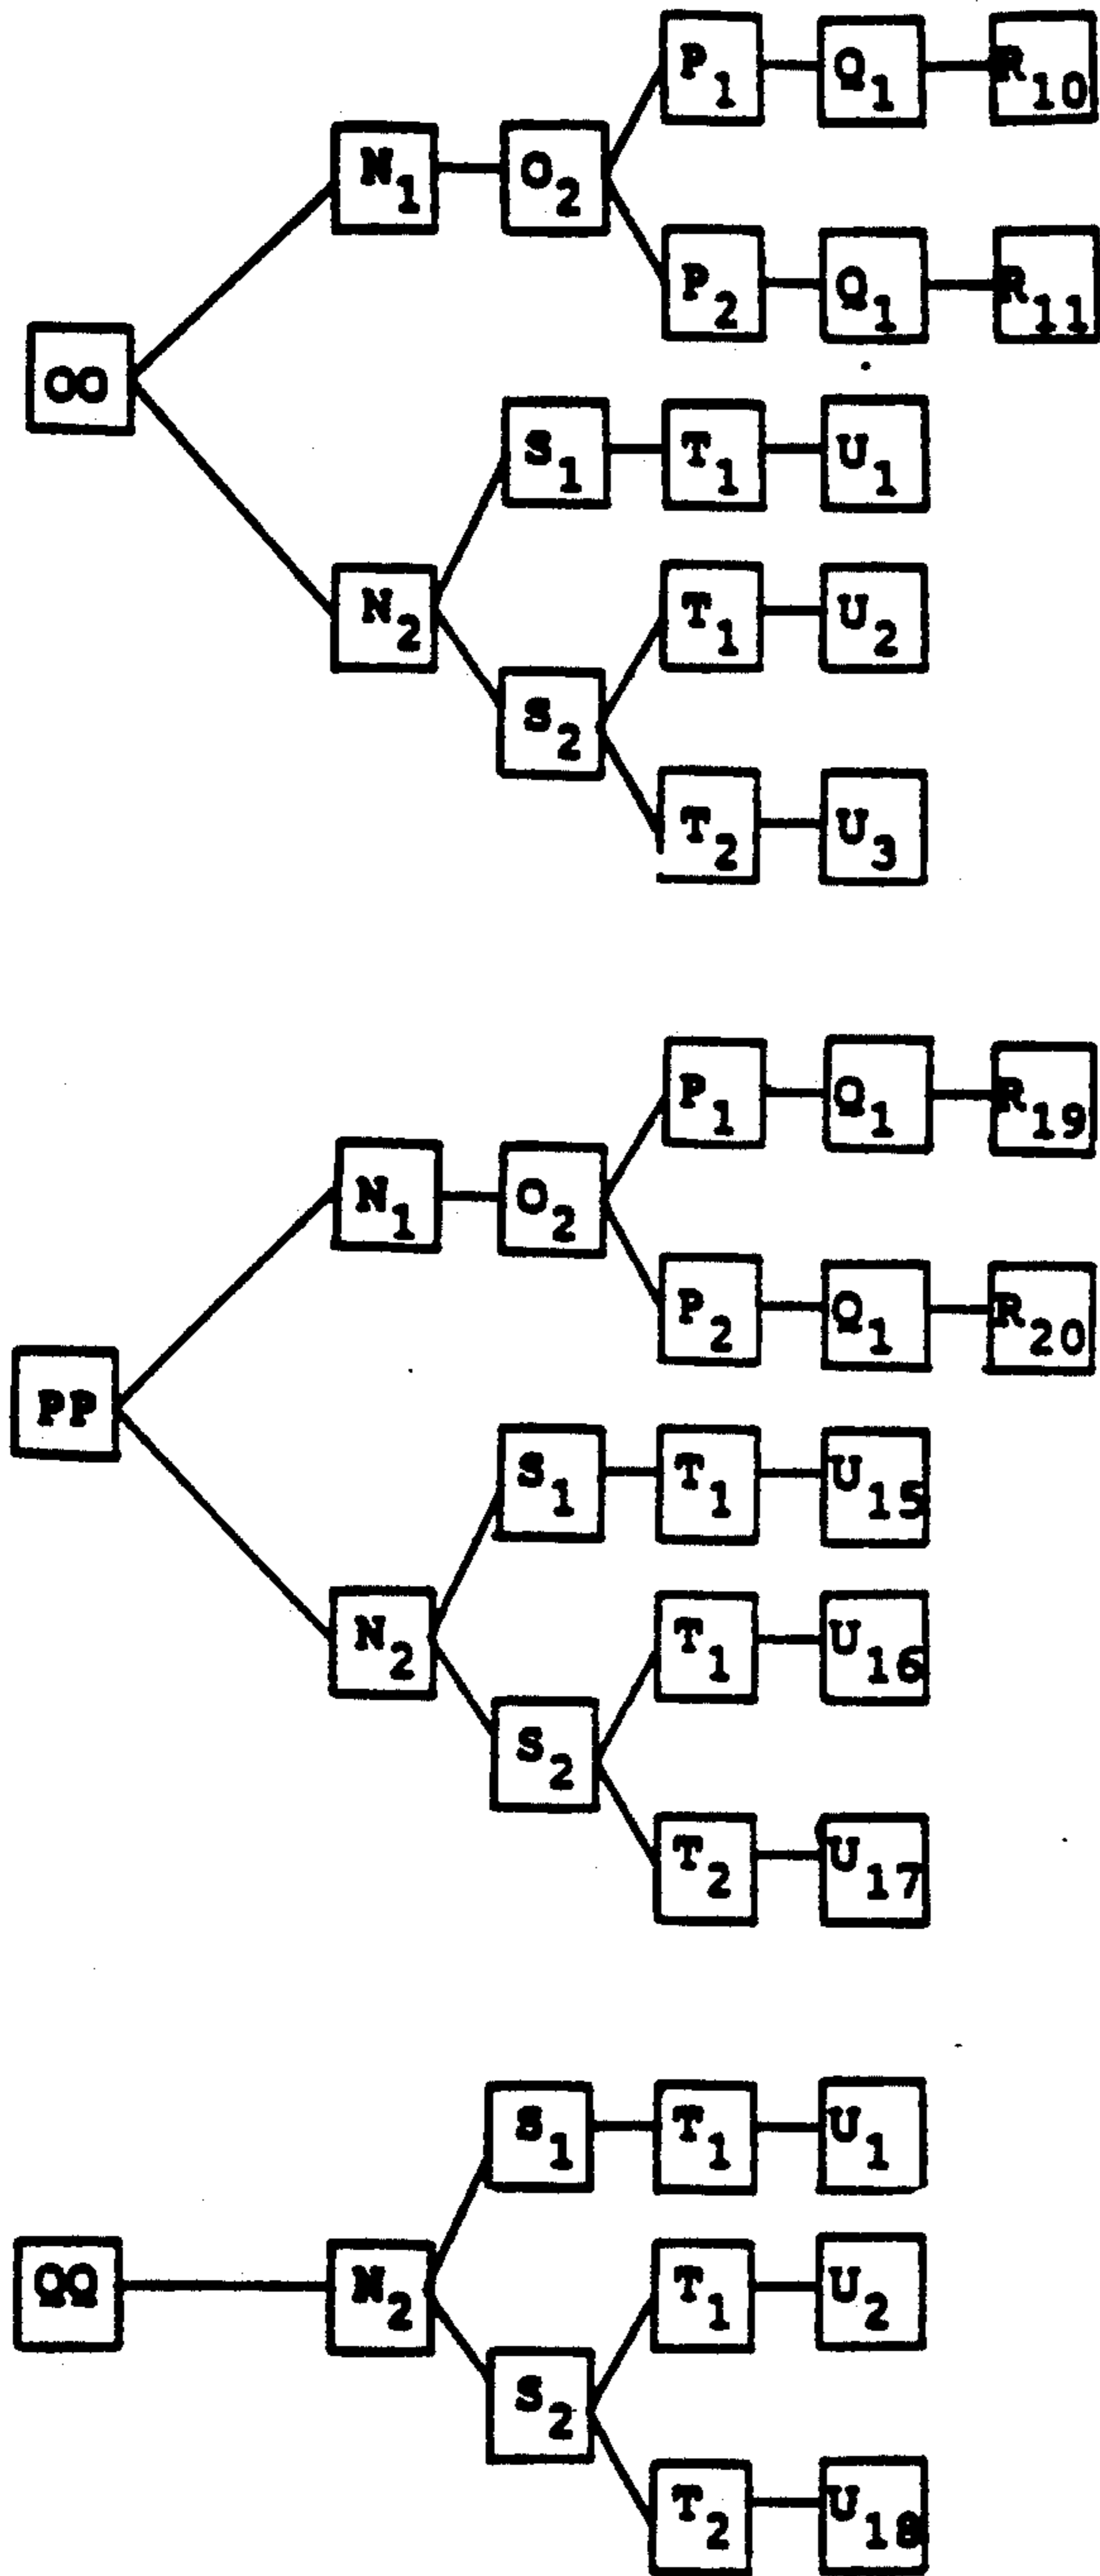 P1 Q1 R10
N1 O2
P2 Q1 R11
OO
S1 T1 U1
N2 T1 U2
S2
T2 U3
P1 Q1 R19
N1 O2
P2 Q1 R20
PP
S1 T1 U15
N2 T1 U16
S2
T2 U17
S1 T1 U1
QQ N2 T1 U2
S2
T2 U18